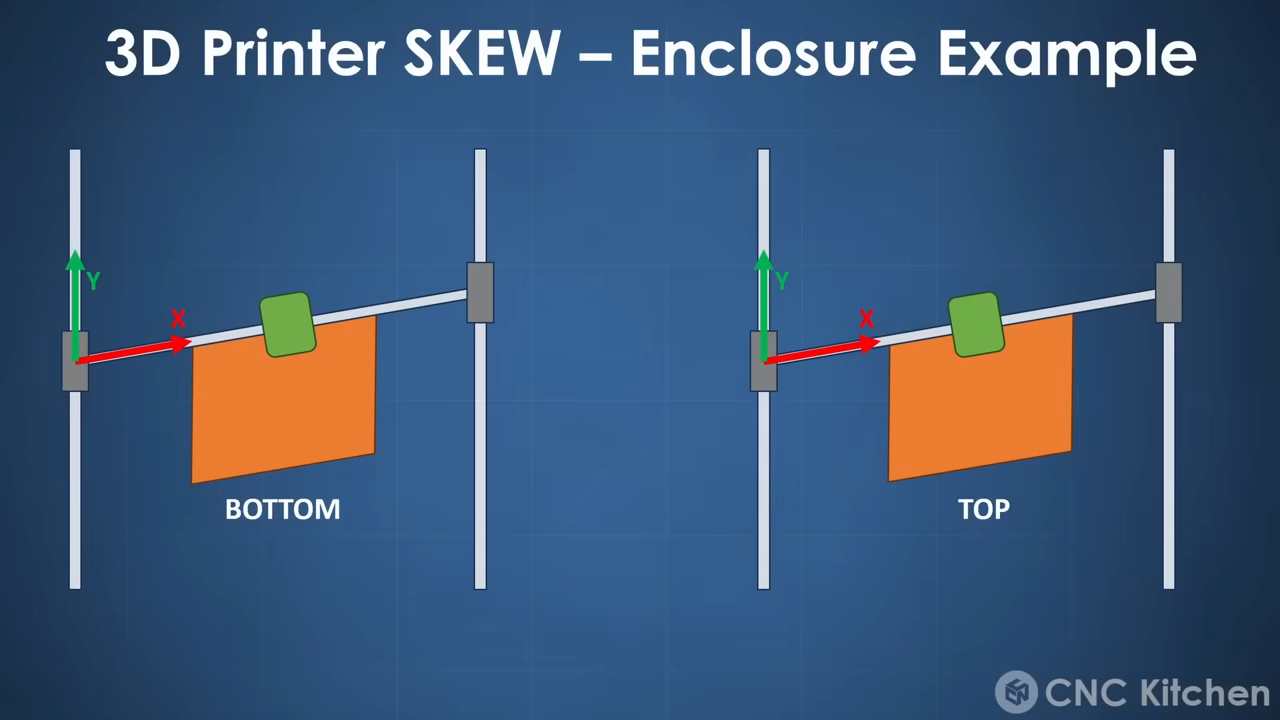 3D Printer SKEW – Enclosure Example
Y
X
BOTTOM
Y
X
TOP
CNC Kitchen